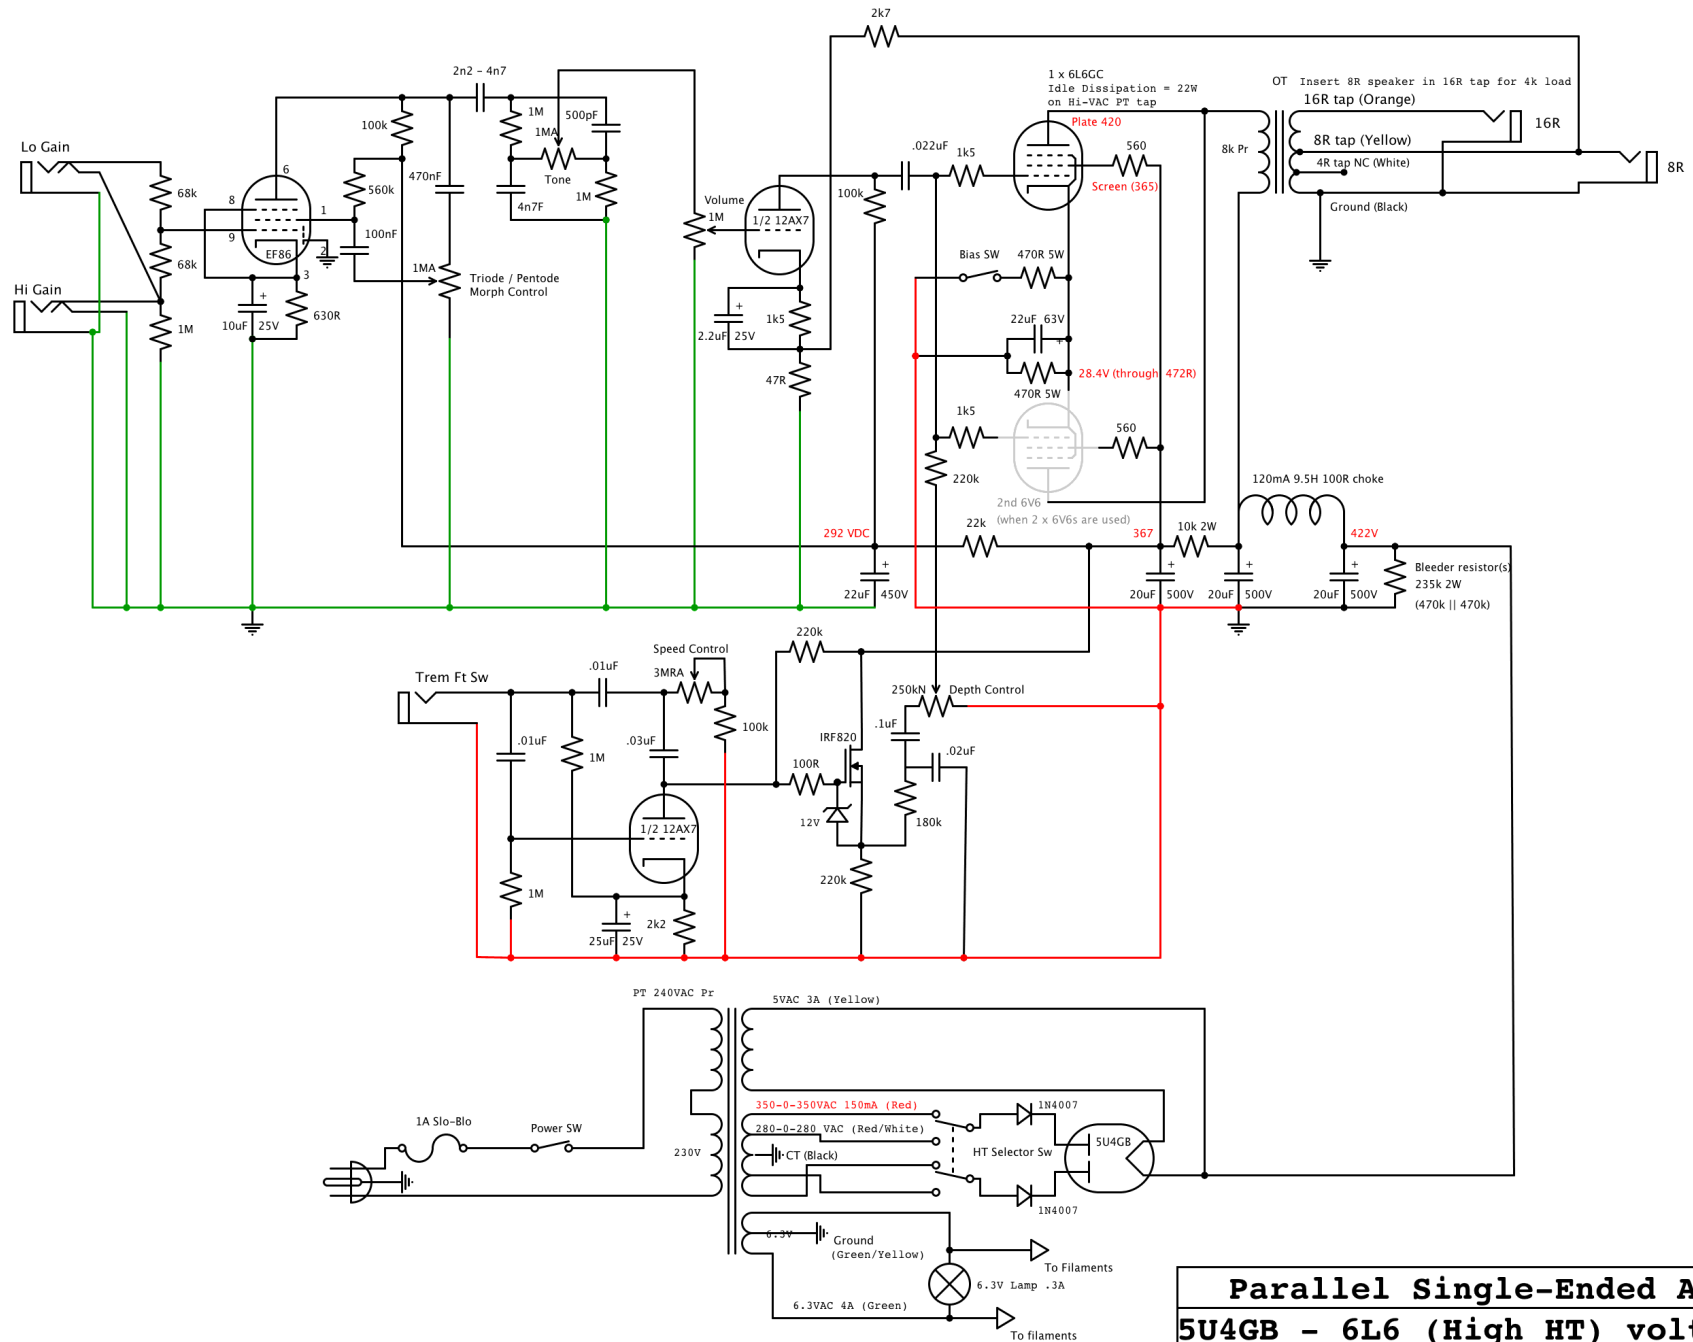 2k7
2n2 - 4n7
1 x 6L6GC
Idle Dissipation = 22W
on Hi-VAC PT tap
Plate 420
OT Insert 8R speaker in 16R tap for 4k load
16R tap (Orange)
16R
8R tap (Yellow)
4R tap NC (White)
8R
Ground (Black)
8k Pr
Lo Gain
68k
68k
Hi Gain
1M
6
8
9
1
2
3
EF86
10uF 25V
+
630R
100k
560k
100nF
470nF
1MA
Triode / Pentode
Morph Control
1M
1MA
500pF
Tone
4n7F
1M
Volume
1M
1/2 12AX7
+
2.2uF 25V
1k5
47R
100k
.022uF
1k5
560
Screen (365)
Bias SW
470R 5W
22uF 63V
+
28.4V (through 472R)
470R 5W
1k5
560
220k
2nd 6V6
(when 2 x 6V6s are used)
120mA 9.5H 100R choke
292 VDC
22k
367
10k 2W
422V
+
22uF 450V
+
20uF 500V
+
20uF 500V
+
20uF 500V
Bleeder resistor(s)
235k 2W
(470k || 470k)
Trem Ft Sw
.01uF
Speed Control
3MRA
220k
250kN
Depth Control
.01uF
1M
.03uF
100k
IRF820
.1uF
.02uF
100R
12V
180k
1/2 12AX7
1M
+
25uF 25V
2k2
220k
PT 240VAC Pr
5VAC 3A (Yellow)
350-0-350VAC 150mA (Red)
280-0-280 VAC (Red/White)
CT (Black)
1N4007
5U4GB
HT Selector Sw
1N4007
1A Slo-Blo
Power SW
230V
6.3V
Ground
(Green/Yellow)
To Filaments
6.3V Lamp .3A
6.3VAC 4A (Green)
To filaments
Parallel Single-Ended A
5U4GB - 6L6 (High HT) volt